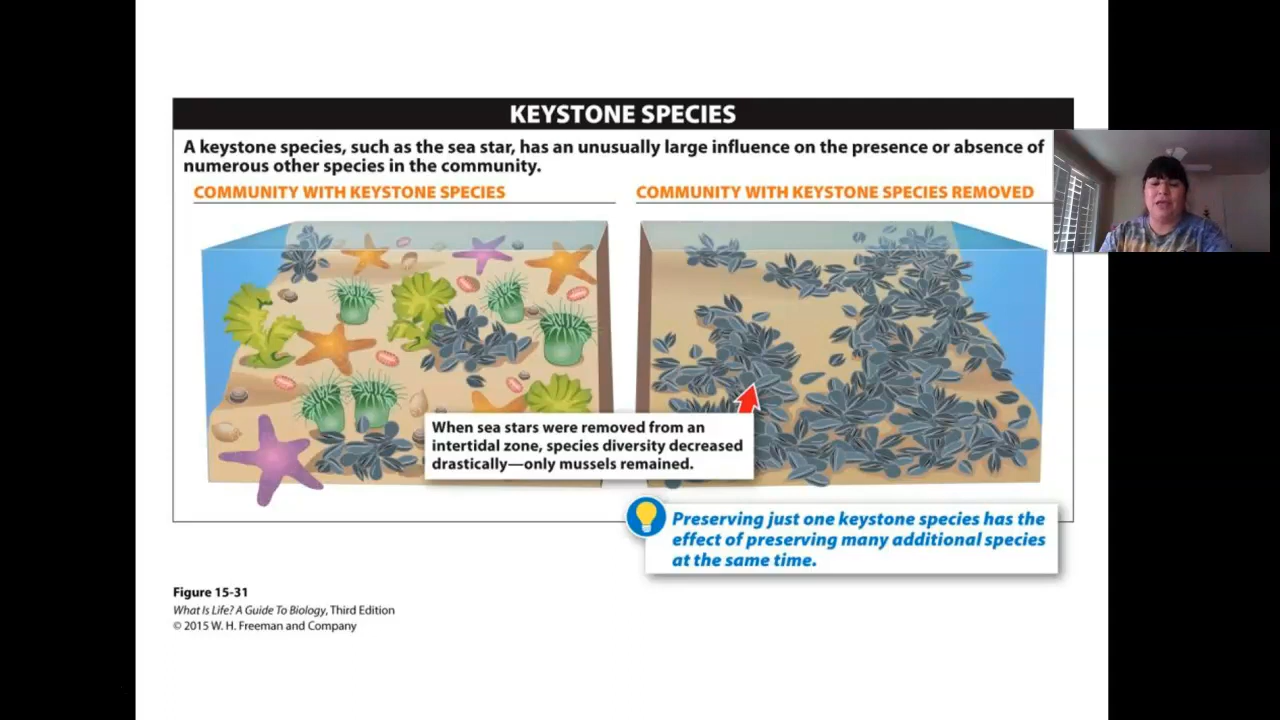 KEYSTONE SPECIES
A keystone species, such as the sea star, has an unusually large influence on the presence or absence of
numerous other species in the community.
COMMUNITY WITH KEYSTONE SPECIES
COMMUNITY WITH KEYSTONE SPECIES REMOVED
When sea stars were removed from an
intertidal zone, species diversity decreased
drastically—only mussels remained.
Preserving just one keystone species has the
effect of preserving many additional species
at the same time.
Figure 15-31
What Is Life? A Guide To Biology, Third Edition
© 2015 W. H. Freeman and Company